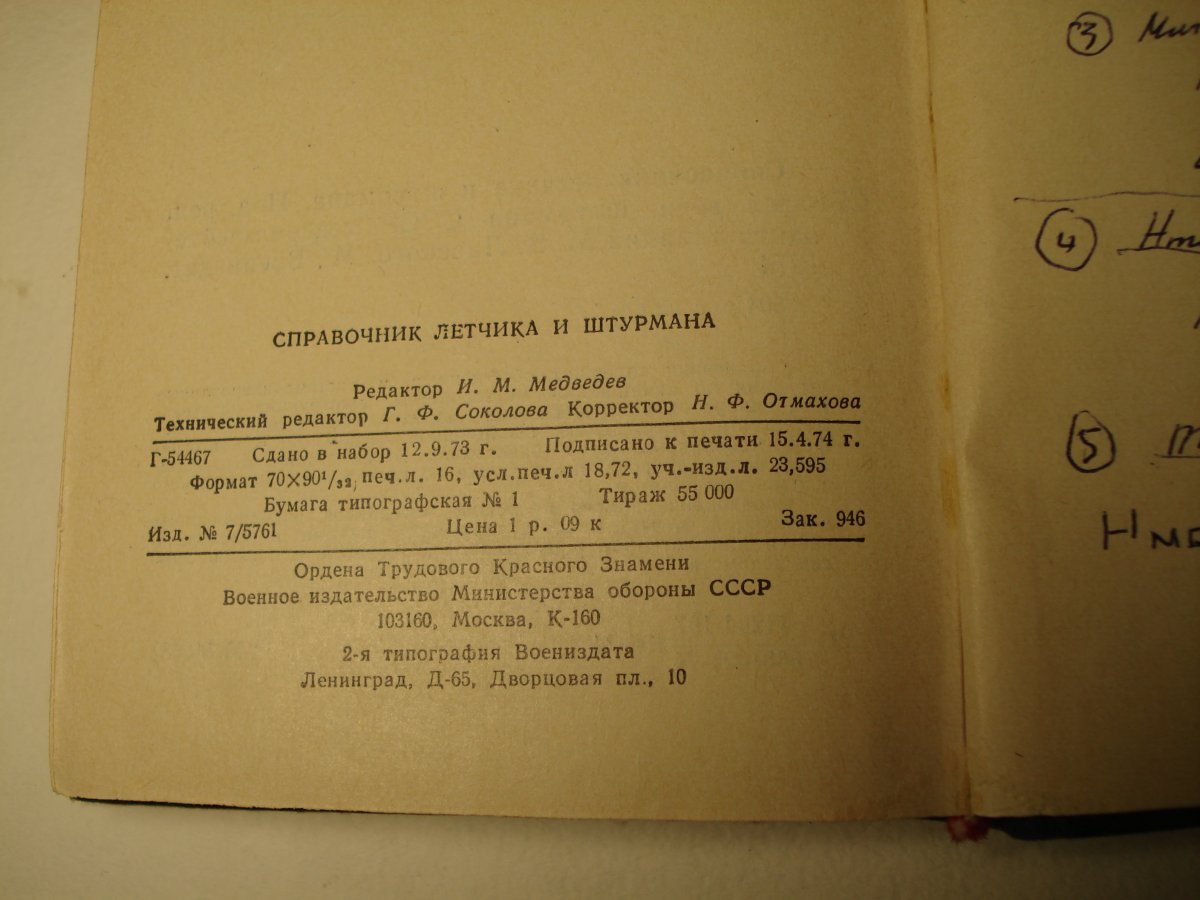 СПРАВОЧНИК ЛЕТЧИКА И ШТУРМАНА
Редактор И. М. Медведев
Технический редактор Г. Ф. Соколова Корректор Н. Ф. Отмахова
Г-54467 Сдано в набор 12.9.73 г. Подписано к печати 15.4.74 г.
Формат 70×90¹/₃₂, печ.л. 16, усл.печ.л 18,72, уч.-изд.л. 23,595
Бумага типографская № 1 Тираж 55 000
Изд. № 7/5761 Цена 1 р. 09 к Зак. 946
Ордена Трудового Красного Знамени
Военное издательство Министерства обороны СССР
103160, Москва, К-160
2-я типография Воениздата
Ленинград, Д-65, Дворцовая пл., 10
3
4
5